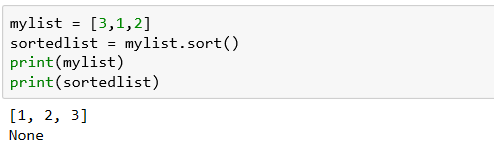 mylist = [3,1,2]
sortedlist = mylist.sort()
print(mylist)
print(sortedlist)
[1, 2, 3]
None